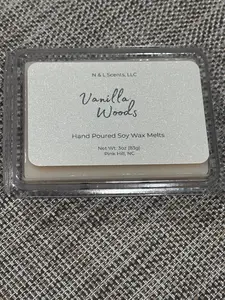 N & L Scents, LLC
Vanilla
Woods
Hand Poured Soy Wax Melts
Net Wt. 3oz (85g)
Pink Hill, NC